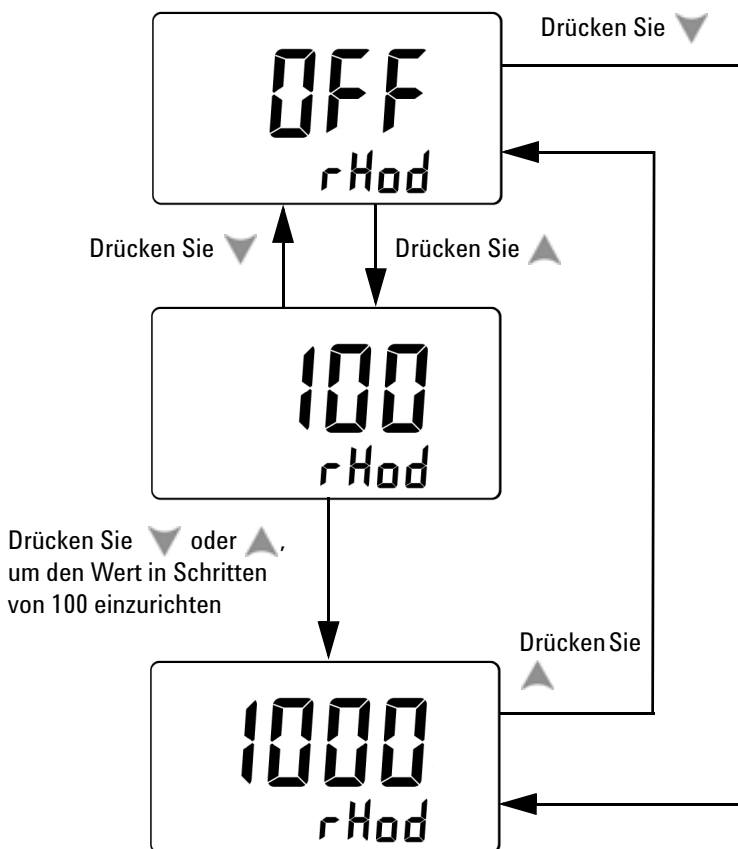 Drücken Sie
OFF
rHod
Drücken Sie
Drücken Sie
100
rHod
Drücken Sie oder ,
um den Wert in Schritten
von 100 einzurichten
Drücken Sie
1000
rHod